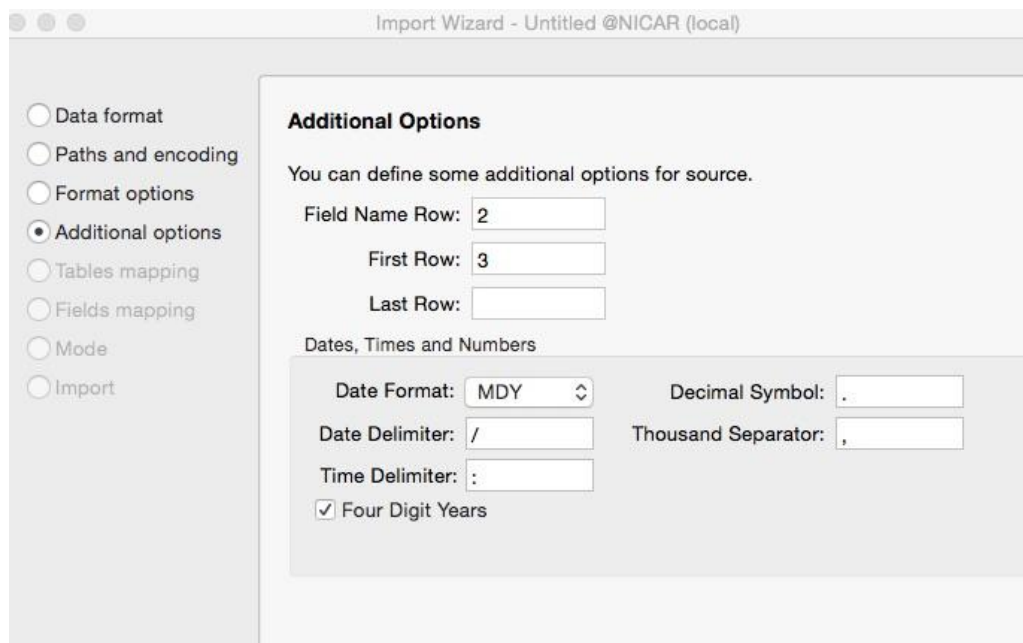 Import Wizard - Untitled @NICAR (local)
Data format
Paths and encoding
Format options
Additional options
Tables mapping
Fields mapping
Mode
Import
Additional Options
You can define some additional options for source.
Field Name Row: 2
First Row: 3
Last Row:
Dates, Times and Numbers
Date Format: MDY
Decimal Symbol: .
Date Delimiter: /
Thousand Separator: ,
Time Delimiter: :
Four Digit Years